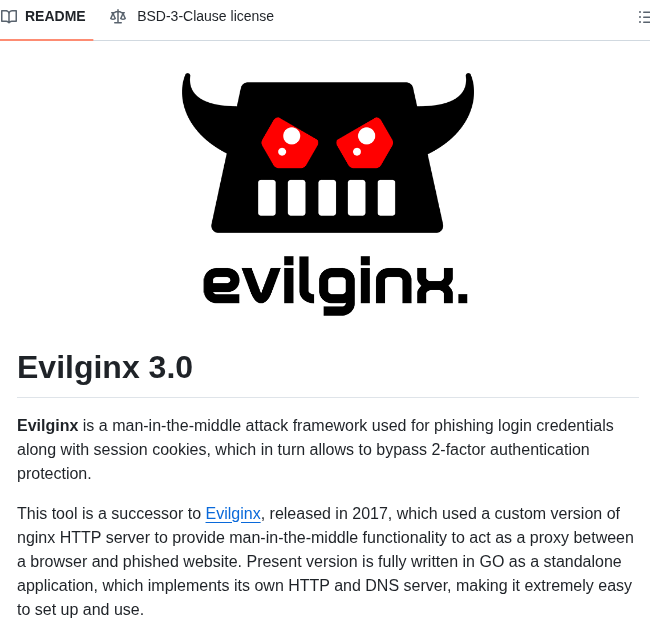 README BSD-3-Clause license
evilginx.
Evilginx 3.0
Evilginx is a man-in-the-middle attack framework used for phishing login credentials
along with session cookies, which in turn allows to bypass 2-factor authentication
protection.
This tool is a successor to Evilginx, released in 2017, which used a custom version of
nginx HTTP server to provide man-in-the-middle functionality to act as a proxy between
a browser and phished website. Present version is fully written in GO as a standalone
application, which implements its own HTTP and DNS server, making it extremely easy
to set up and use.